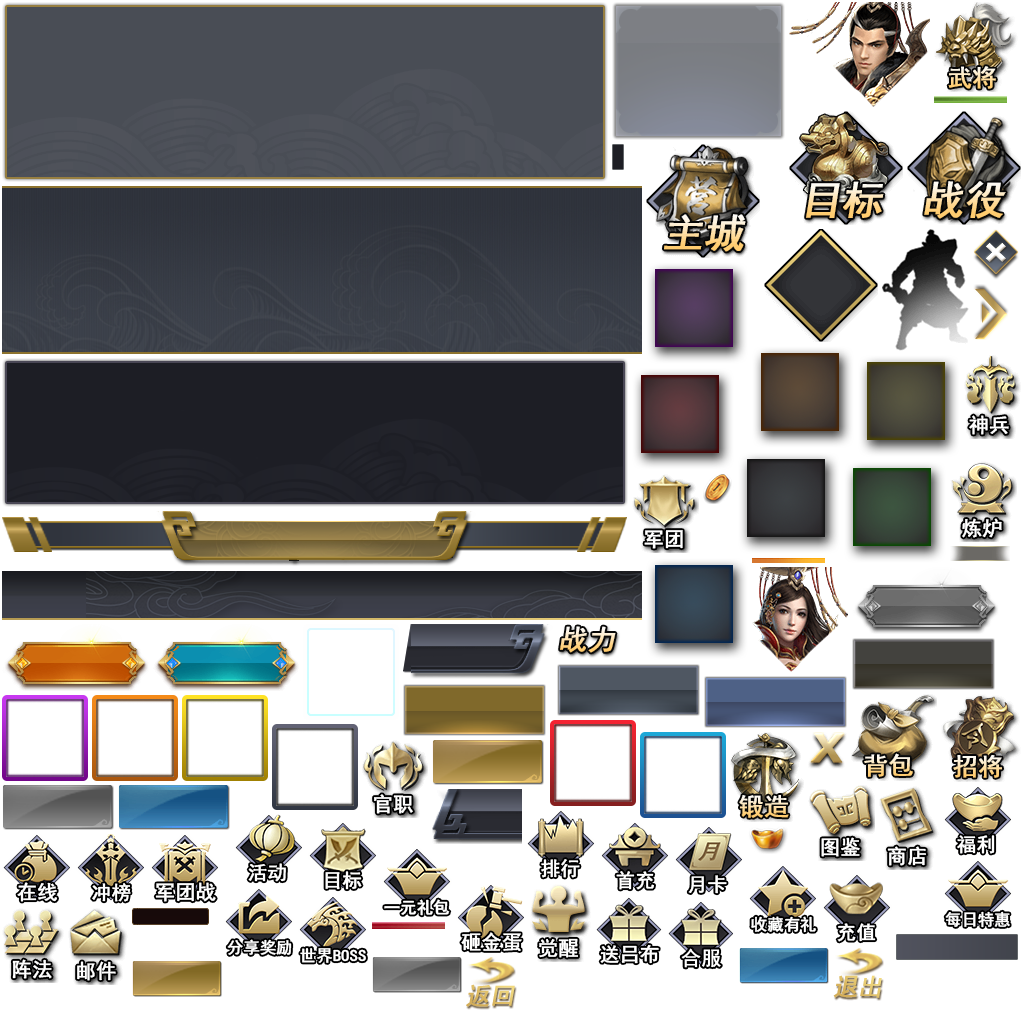 武将
主城
目标
战役
营
神兵
军团
炼炉
战力
官职
锻造
背包
招将
图鉴
商店
福利
在线
冲榜
军团战
活动
目标
一元礼包
排行
首充
月
月卡
收藏有礼
充值
每日特惠
阵法
邮件
分享奖励
世界BOSS
砸金蛋
觉醒
送吕布
合服
返回
退出